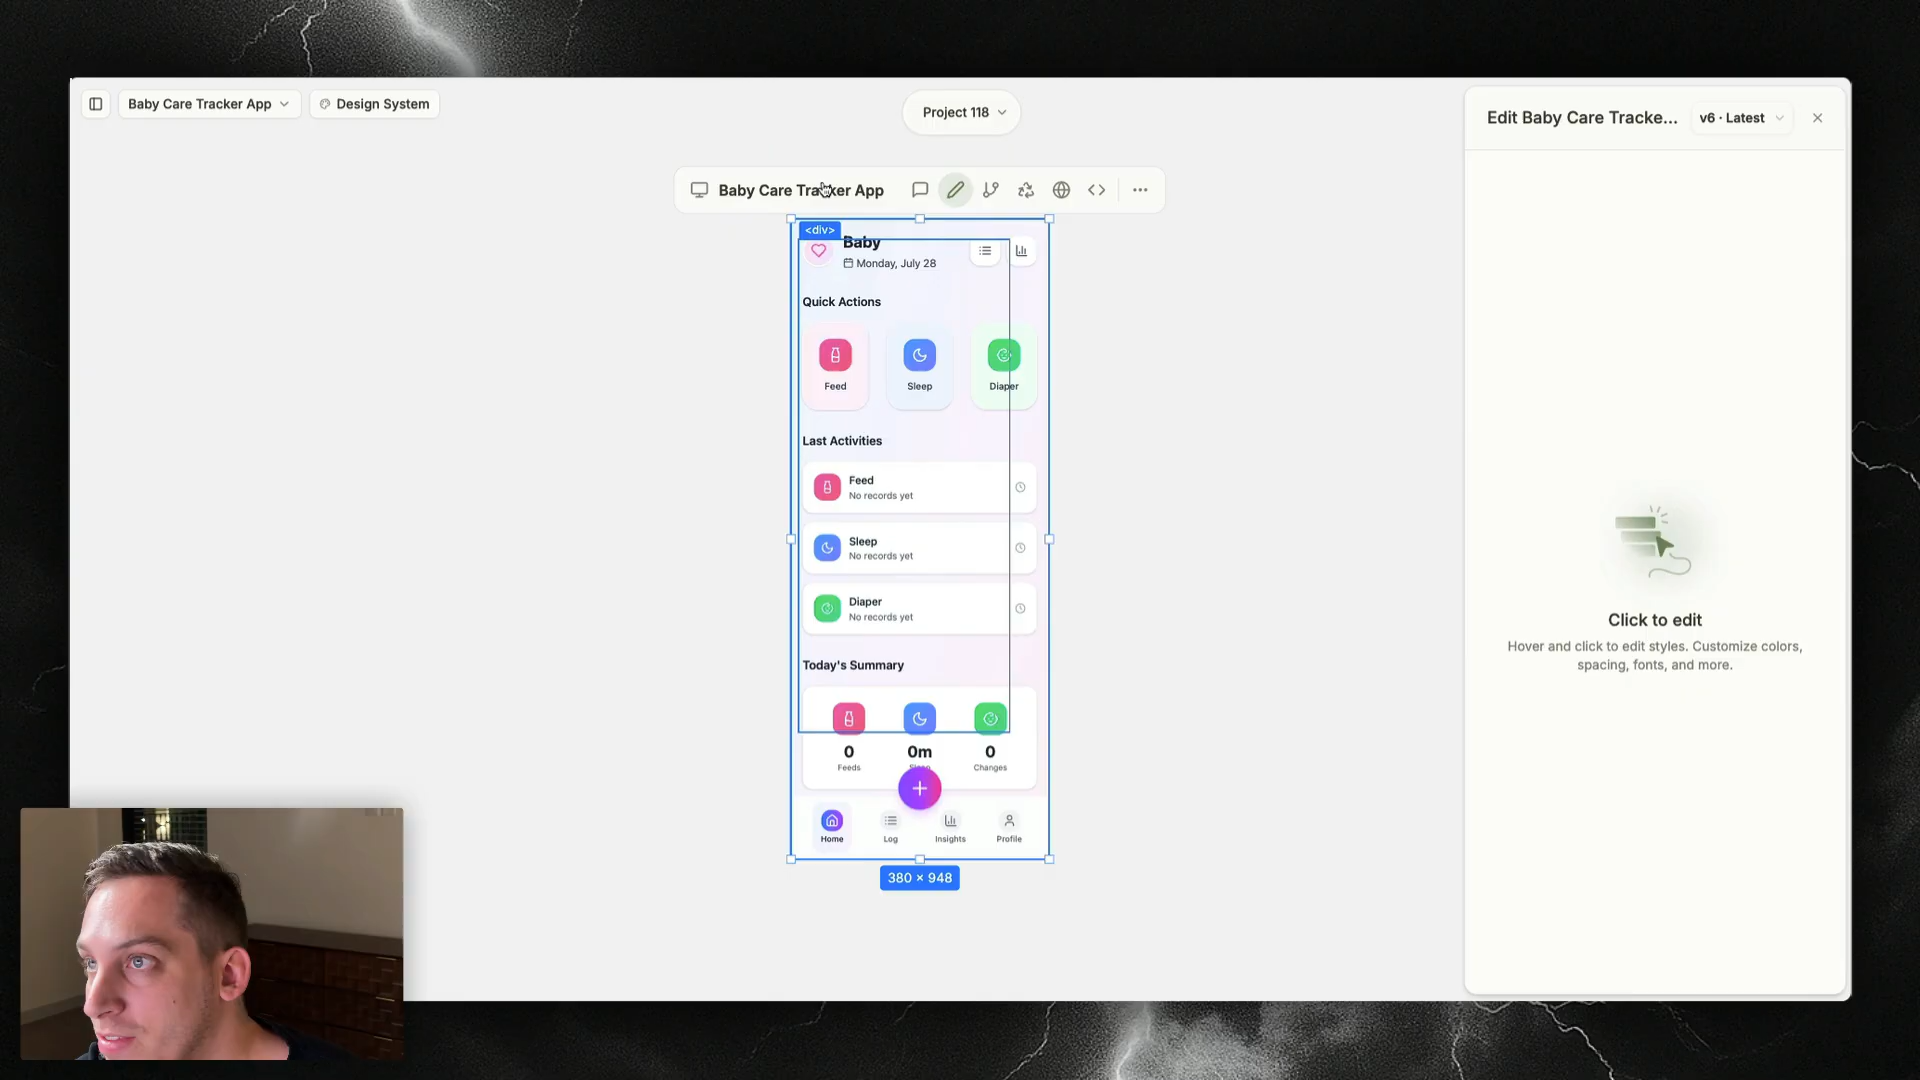 Baby Care Tracker App
Design System
Project 118
Edit Baby Care Tracke...
v6 · Latest
Baby Care Tracker App
<div>
Baby
Monday, July 28
Quick Actions
Feed
Sleep
Diaper
Last Activities
Feed
No records yet
Sleep
No records yet
Diaper
No records yet
Today's Summary
0
0m
0
Feeds
Sleep
Changes
Home
Log
Insights
Profile
380 × 948
Click to edit
Hover and click to edit styles. Customize colors,
spacing, fonts, and more.